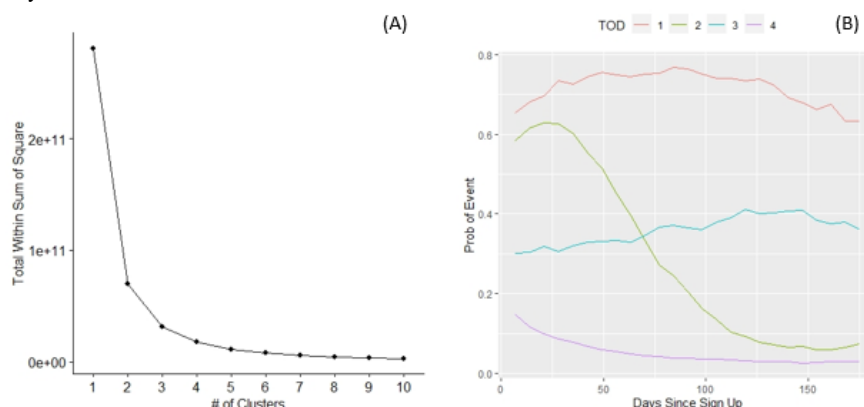 (A)
Total Within Sum of Square
2e+11
1e+11
0e+00
1 2 3 4 5 6 7 8 9 10
# of Clusters
(B)
TOD 1 2 3 4
Prob of Event
0.8
0.6
0.4
0.2
0.0
0 50 100 150
Days Since Sign Up